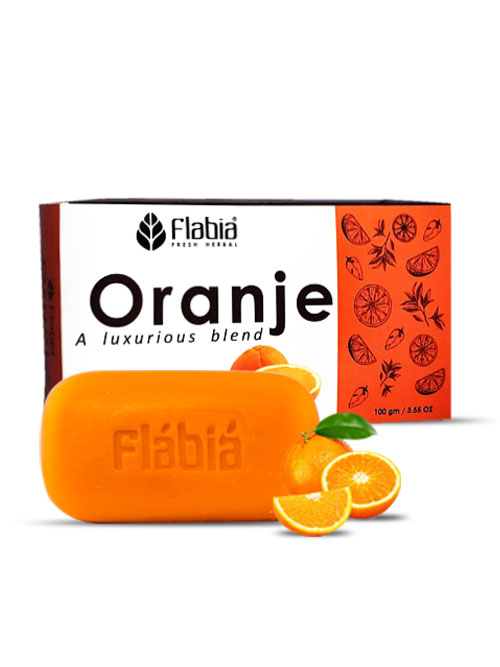 Flabia®
FRESH HERBAL
Oranje
A luxurious blend
100 gm / 3.55 OZ
Flábiá